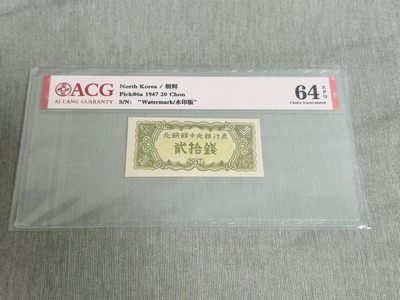 ACG
AI CANG GUARANTY
North Korea / 朝鲜
Pick#6a 1947 20 Chon
S/N: "Watermark/水印版"
64 EPQ
Choice Uncirculated
北朝鮮中央銀行票
貳拾錢
1947